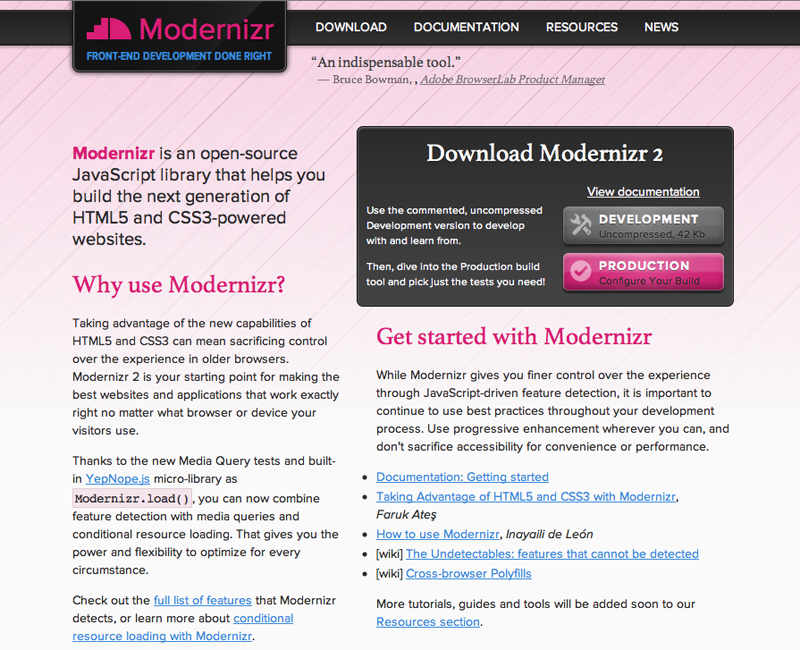 Modernizr
FRONT-END DEVELOPMENT DONE RIGHT
DOWNLOAD DOCUMENTATION RESOURCES NEWS
“An indispensable tool.”
— Bruce Bowman, , Adobe BrowserLab Product Manager
Modernizr is an open-source
JavaScript library that helps you
build the next generation of
HTML5 and CSS3-powered
websites.
Why use Modernizr?
Taking advantage of the new capabilities of
HTML5 and CSS3 can mean sacrificing control
over the experience in older browsers.
Modernizr 2 is your starting point for making the
best websites and applications that work exactly
right no matter what browser or device your
visitors use.
Thanks to the new Media Query tests and built-
in YepNope.js micro-library as
Modernizr.load(), you can now combine
feature detection with media queries and
conditional resource loading. That gives you the
power and flexibility to optimize for every
circumstance.
Check out the full list of features that Modernizr
detects, or learn more about conditional
resource loading with Modernizr.
Download Modernizr 2
View documentation
Use the commented, uncompressed
Development version to develop
with and learn from.
Then, dive into the Production build
tool and pick just the tests you need!
DEVELOPMENT
Uncompressed, 42 Kb
PRODUCTION
Configure Your Build
Get started with Modernizr
While Modernizr gives you finer control over the experience
through JavaScript-driven feature detection, it is important to
continue to use best practices throughout your development
process. Use progressive enhancement wherever you can, and
don’t sacrifice accessibility for convenience or performance.
• Documentation: Getting started
• Taking Advantage of HTML5 and CSS3 with Modernizr,
Faruk Ateş
• How to use Modernizr, Inayaili de León
• [wiki] The Undetectables: features that cannot be detected
• [wiki] Cross-browser Polyfills
More tutorials, guides and tools will be added soon to our
Resources section.